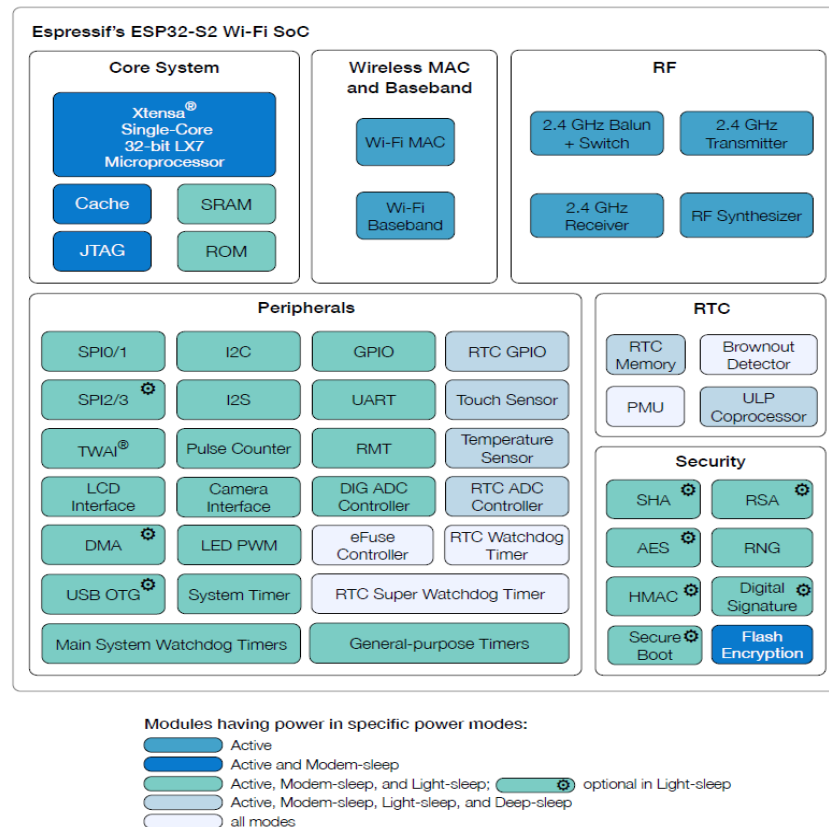 Espressif's ESP32-S2 Wi-Fi SoC
Core System
Xtensa®
Single-Core
32-bit LX7
Microprocessor
Cache
SRAM
JTAG
ROM
Wireless MAC
and Baseband
Wi-Fi MAC
Wi-Fi
Baseband
RF
2.4 GHz Balun
+ Switch
2.4 GHz
Transmitter
2.4 GHz
Receiver
RF Synthesizer
Peripherals
SPI0/1
I2C
GPIO
RTC GPIO
SPI2/3
I2S
UART
Touch Sensor
TWAI®
Pulse Counter
RMT
Temperature
Sensor
LCD
Interface
Camera
Interface
DIG ADC
Controller
RTC ADC
Controller
DMA
LED PWM
eFuse
Controller
RTC Watchdog
Timer
USB OTG
System Timer
RTC Super Watchdog Timer
Main System Watchdog Timers
General-purpose Timers
RTC
RTC
Memory
Brownout
Detector
PMU
ULP
Coprocessor
Security
SHA
RSA
AES
RNG
HMAC
Digital
Signature
Secure
Boot
Flash
Encryption
Modules having power in specific power modes:
Active
Active and Modem-sleep
Active, Modem-sleep, and Light-sleep; optional in Light-sleep
Active, Modem-sleep, Light-sleep, and Deep-sleep
all modes